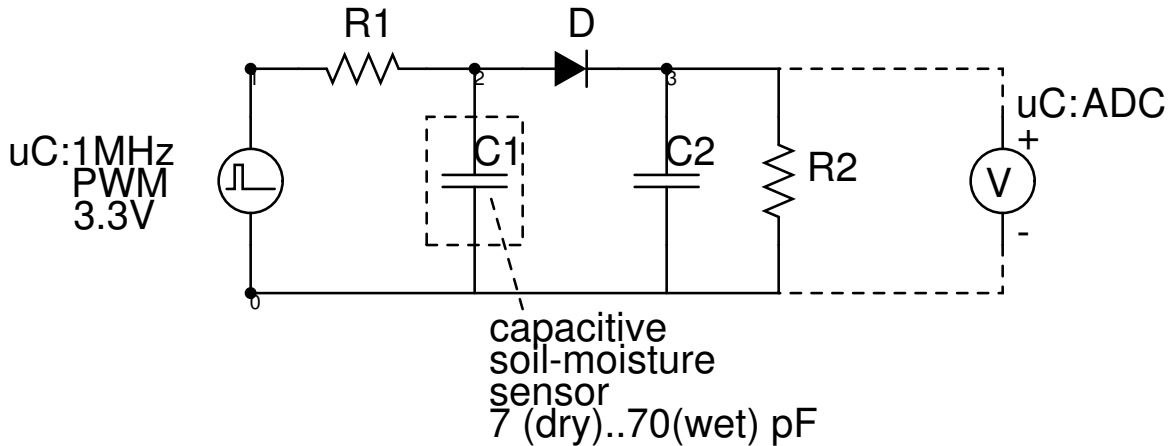 R1
D
1
2
3
uC:1MHz
PWM
3.3V
C1
C2
R2
uC:ADC
+
V
-
0
capacitive
soil-moisture
sensor
7 (dry)..70(wet) pF